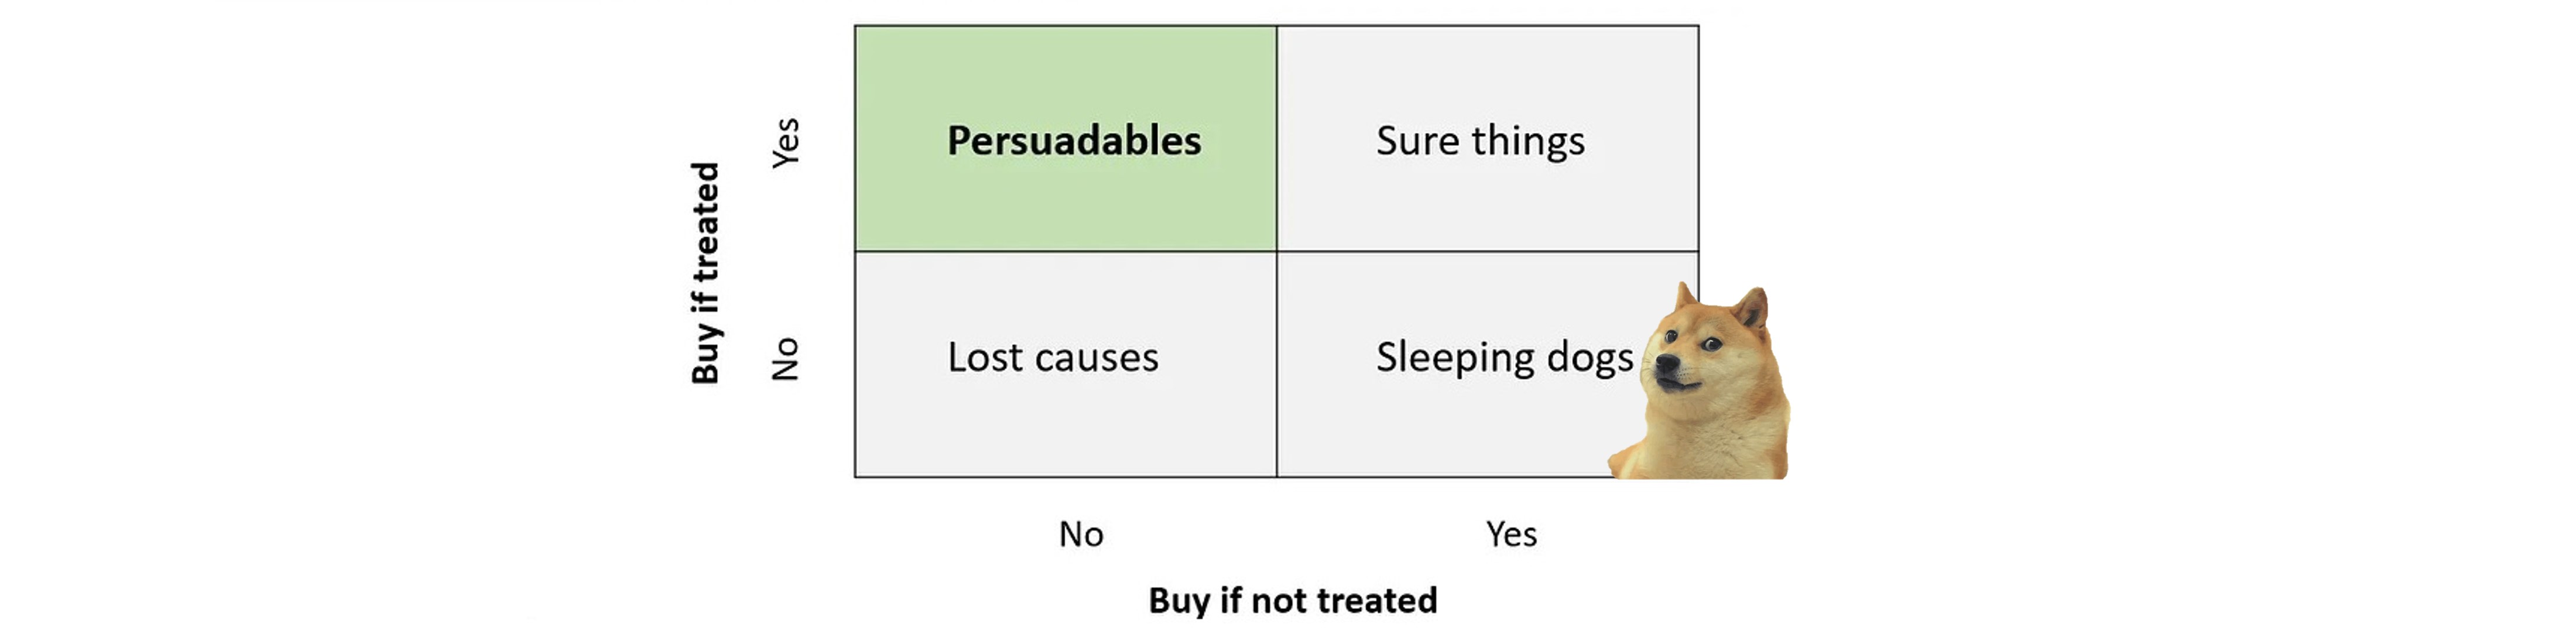 Buy if treated
Yes
Persuadables
Sure things
No
Lost causes
Sleeping dogs
No
Yes
Buy if not treated